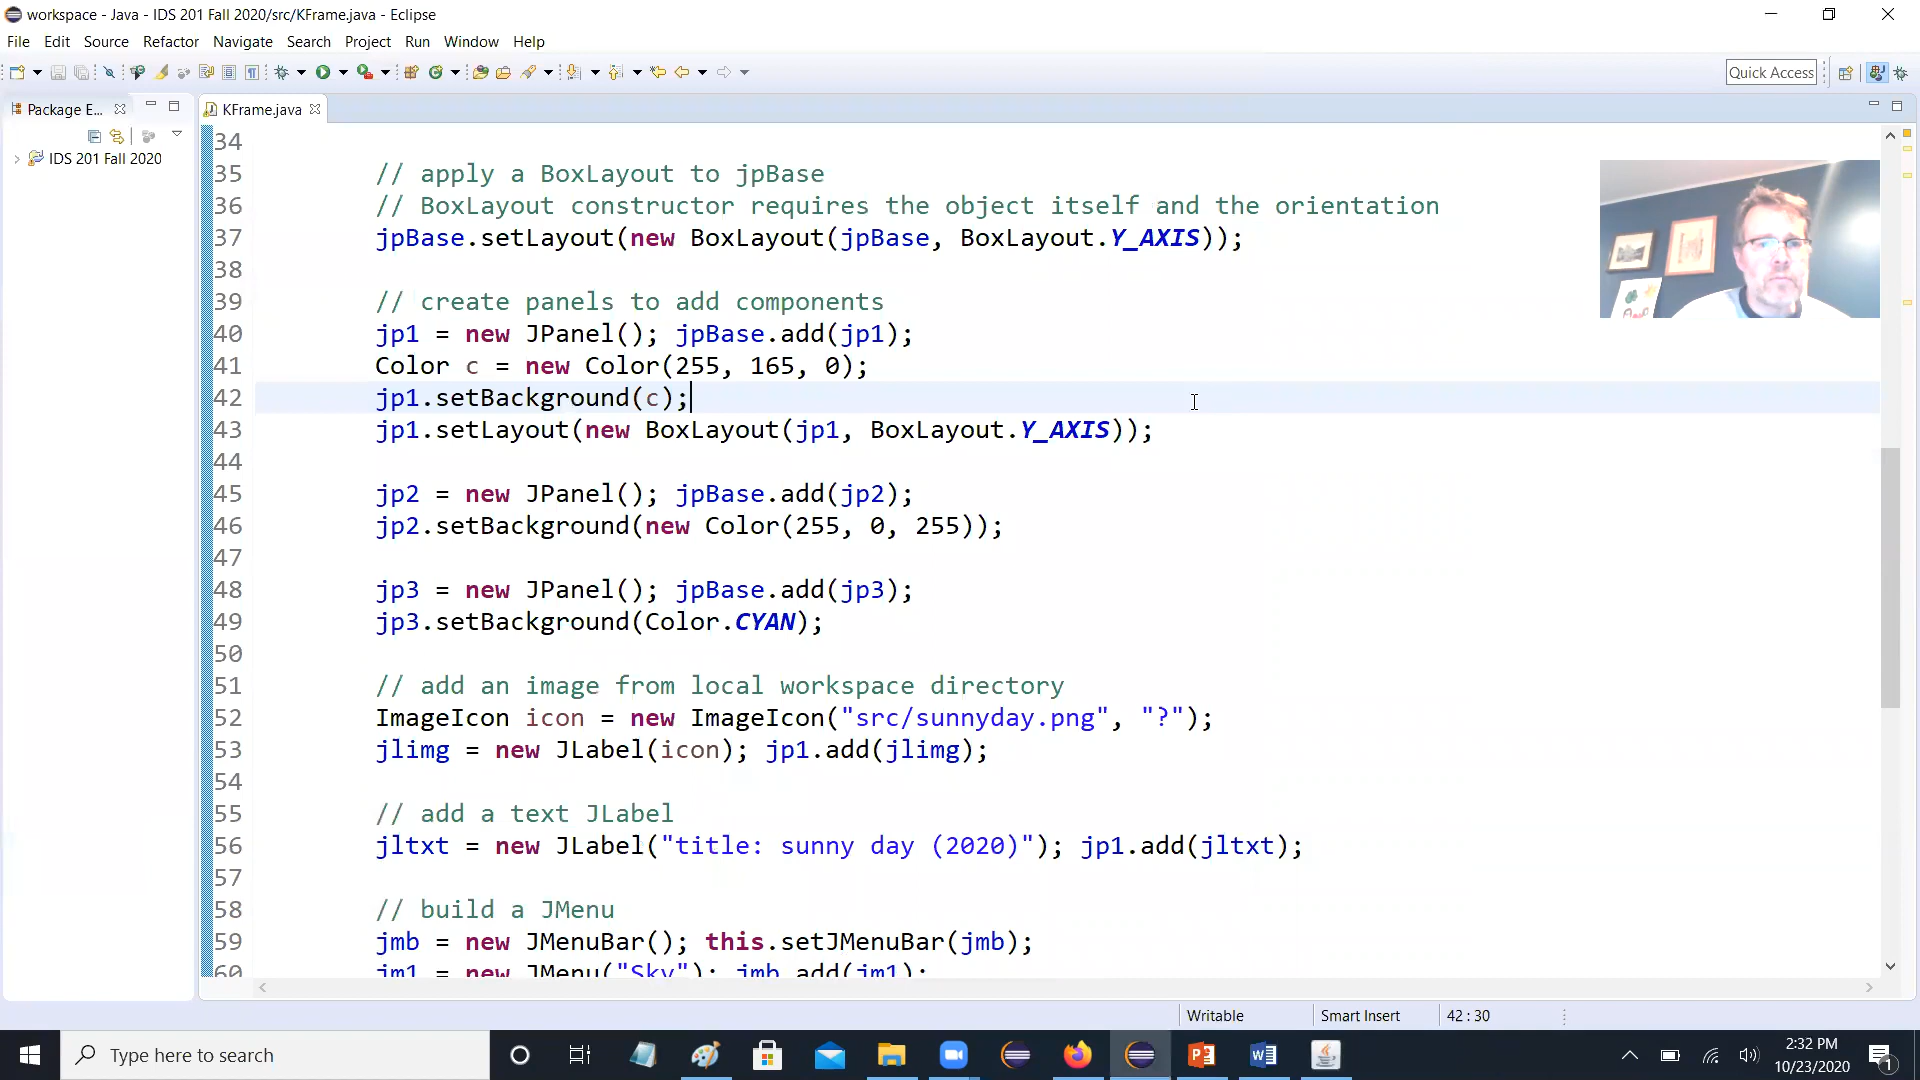 workspace - Java - IDS 201 Fall 2020/src/KFrame.java - Eclipse
File Edit Source Refactor Navigate Search Project Run Window Help
Quick Access
Package E...
KFrame.java
IDS 201 Fall 2020
34
35 // apply a BoxLayout to jpBase
36 // BoxLayout constructor requires the object itself and the orientation
37 jpBase.setLayout(new BoxLayout(jpBase, BoxLayout.Y_AXIS));
38
39 // create panels to add components
40 jp1 = new JPanel(); jpBase.add(jp1);
41 Color c = new Color(255, 165, 0);
42 jp1.setBackground(c);
43 jp1.setLayout(new BoxLayout(jp1, BoxLayout.Y_AXIS));
44
45 jp2 = new JPanel(); jpBase.add(jp2);
46 jp2.setBackground(new Color(255, 0, 255));
47
48 jp3 = new JPanel(); jpBase.add(jp3);
49 jp3.setBackground(Color.CYAN);
50
51 // add an image from local workspace directory
52 ImageIcon icon = new ImageIcon("src/sunnyday.png", "?");
53 jlimg = new JLabel(icon); jp1.add(jlimg);
54
55 // add a text JLabel
56 jltxt = new JLabel("title: sunny day (2020)"); jp1.add(jltxt);
57
58 // build a JMenu
59 jmb = new JMenuBar(); this.setJMenuBar(jmb);
60 jm1 = new JMenu("Sky"); jmb.add(jm1);
Writable Smart Insert 42 : 30
Type here to search
2:32 PM
10/23/2020
1